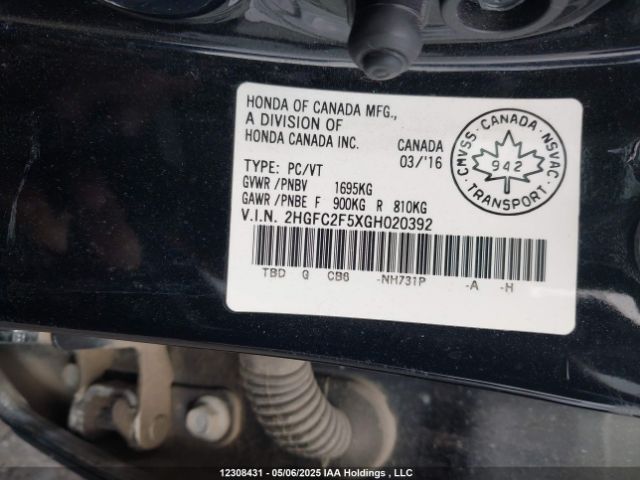 HONDA OF CANADA MFG.,
A DIVISION OF
HONDA CANADA INC. CANADA
03/'16
TYPE: PC/VT
GVWR/PNBV 1695KG
GAWR/PNBE F 900KG R 810KG
V.I.N. 2HGFC2F5XGH020392
TBD G CB6 -NH731P -A -H
CMVSS · CANADA · NSVAC
942
TRANSPORT
12308431 - 05/06/2025 IAA Holdings , LLC